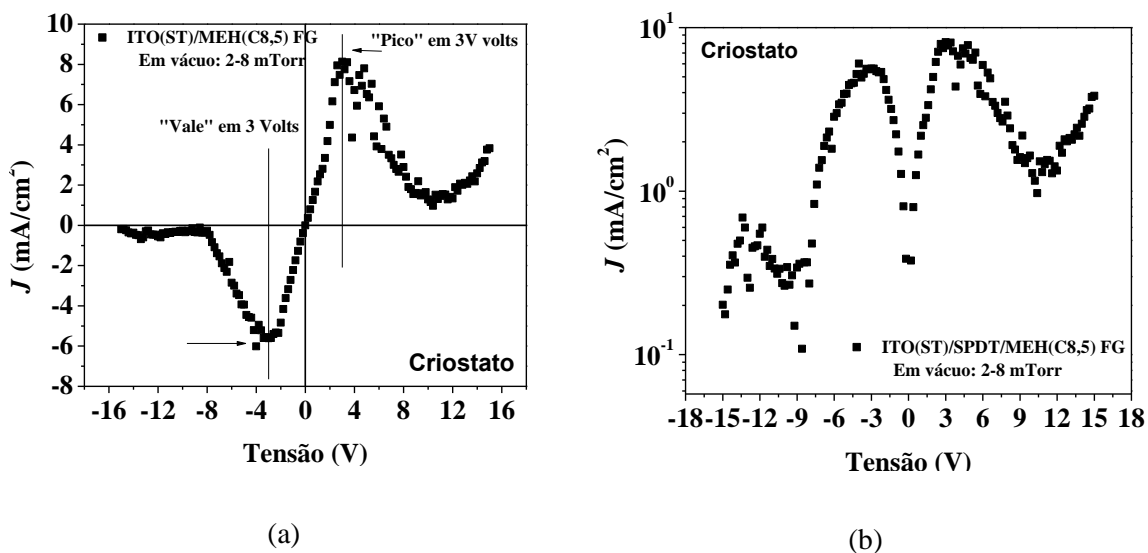 10
8
6
4
2
0
-2
-4
-6
-8
J (mA/cm²)
ITO(ST)/MEH(C8,5) FG
Em vácuo: 2-8 mTorr
"Pico" em 3V volts
"Vale" em 3 Volts
Criostato
-16 -12 -8 -4 0 4 8 12 16
Tensão (V)
(a)
10¹
10⁰
10⁻¹
J (mA/cm²)
Criostato
ITO(ST)/SPDT/MEH(C8,5) FG
Em vácuo: 2-8 mTorr
-18 -15 -12 -9 -6 -3 0 3 6 9 12 15 18
Tensão (V)
(b)